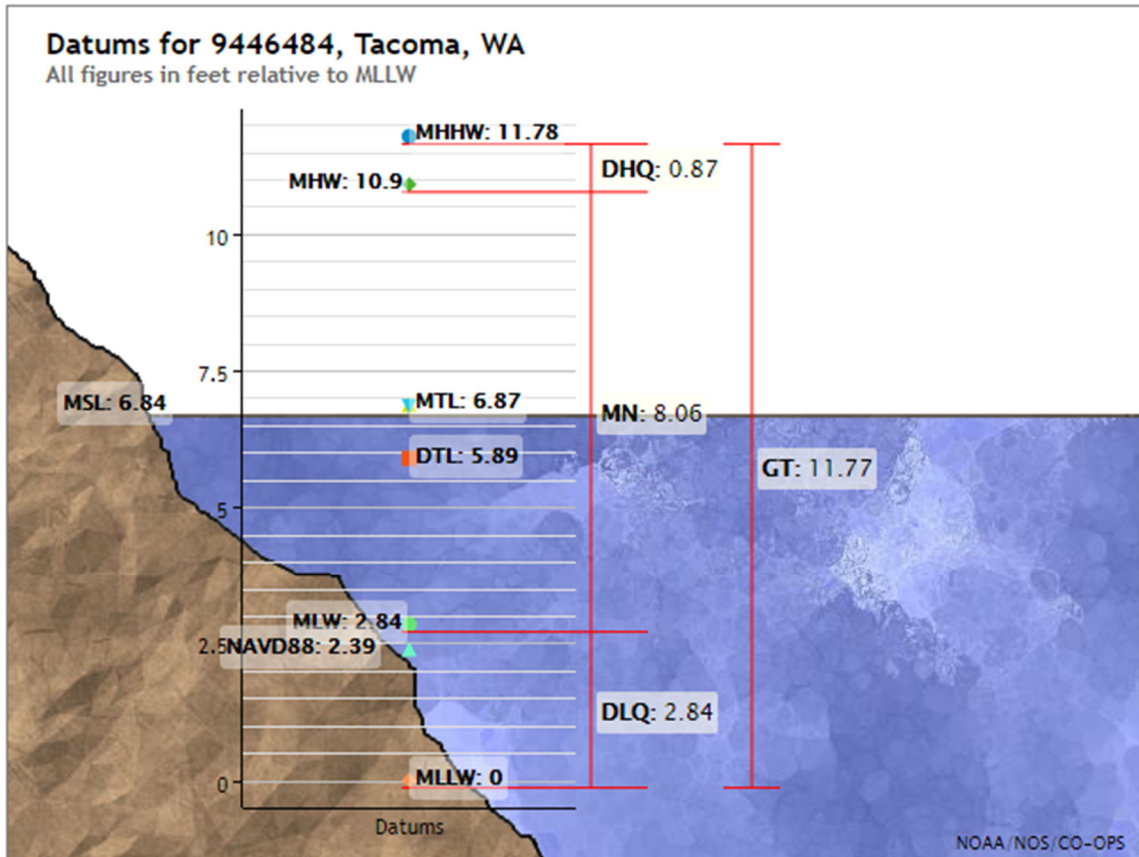 Datums for 9446484, Tacoma, WA
All figures in feet relative to MLLW
MHHW: 11.78
DHQ: 0.87
MHW: 10.9
10
7.5
MSL: 6.84
MTL: 6.87
MN: 8.06
DTL: 5.89
GT: 11.77
5
MLW: 2.84
2.5
NAVD88: 2.39
DLQ: 2.84
0
MLLW: 0
Datums
NOAA/NOS/CO-OPS